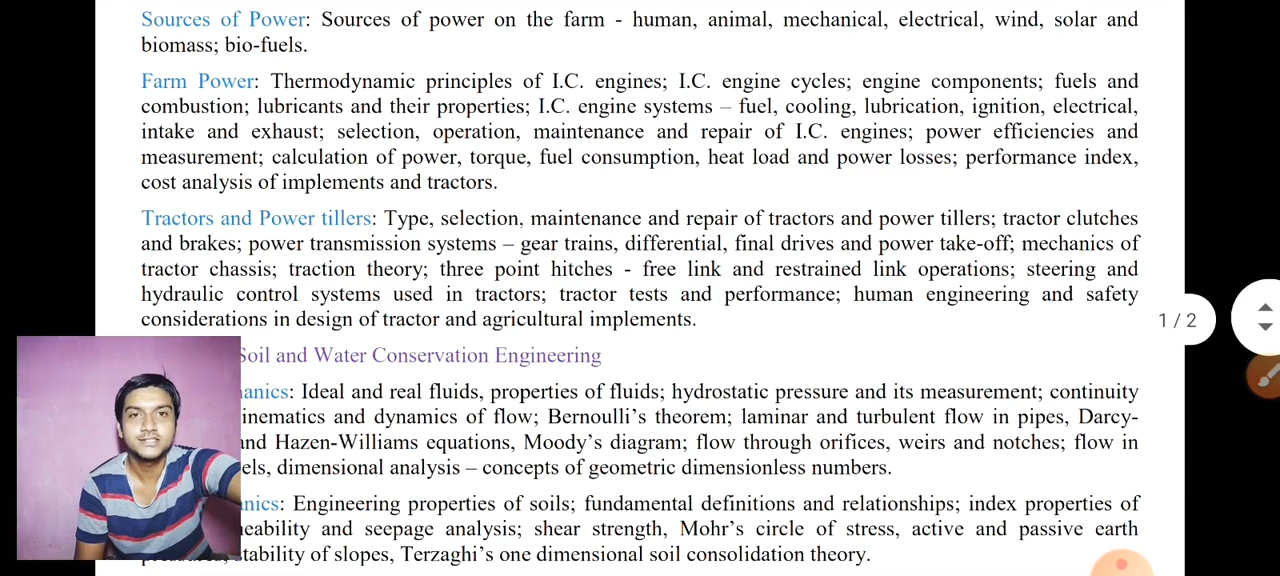 Sources of Power: Sources of power on the farm - human, animal, mechanical, electrical, wind, solar and
biomass; bio-fuels.
Farm Power: Thermodynamic principles of I.C. engines; I.C. engine cycles; engine components; fuels and
combustion; lubricants and their properties; I.C. engine systems – fuel, cooling, lubrication, ignition, electrical,
intake and exhaust; selection, operation, maintenance and repair of I.C. engines; power efficiencies and
measurement; calculation of power, torque, fuel consumption, heat load and power losses; performance index,
cost analysis of implements and tractors.
Tractors and Power tillers: Type, selection, maintenance and repair of tractors and power tillers; tractor clutches
and brakes; power transmission systems – gear trains, differential, final drives and power take-off; mechanics of
tractor chassis; traction theory; three point hitches - free link and restrained link operations; steering and
hydraulic control systems used in tractors; tractor tests and performance; human engineering and safety
considerations in design of tractor and agricultural implements.
1 / 2
Soil and Water Conservation Engineering
anics: Ideal and real fluids, properties of fluids; hydrostatic pressure and its measurement; continuity
inematics and dynamics of flow; Bernoulli's theorem; laminar and turbulent flow in pipes, Darcy-
nd Hazen-Williams equations, Moody's diagram; flow through orifices, weirs and notches; flow in
els, dimensional analysis – concepts of geometric dimensionless numbers.
nics: Engineering properties of soils; fundamental definitions and relationships; index properties of
eability and seepage analysis; shear strength, Mohr's circle of stress, active and passive earth
stability of slopes, Terzaghi's one dimensional soil consolidation theory.